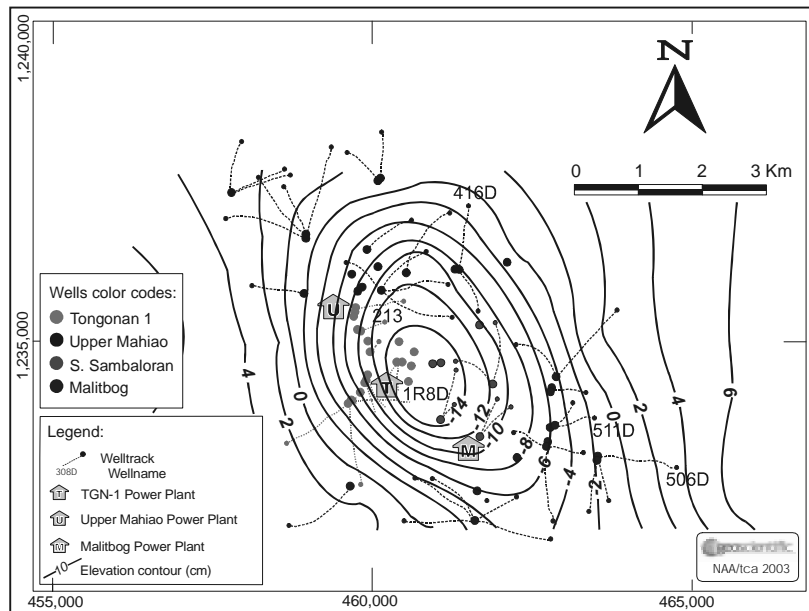 1,240,000
N
0 1 2 3 Km
416D
Wells color codes:
Tongonan 1
Upper Mahiao
S. Sambaloran
Malitbog
U
213
1,235,000
T
1R8D
M
4
0
2
-14
-12
-10
-8
-6
-4
-2
0
2
4
6
511D
506D
Legend:
Welltrack
308D Wellname
T TGN-1 Power Plant
U Upper Mahiao Power Plant
M Malitbog Power Plant
-10 Elevation contour (cm)
NAA/tca 2003
455,000
460,000
465,000